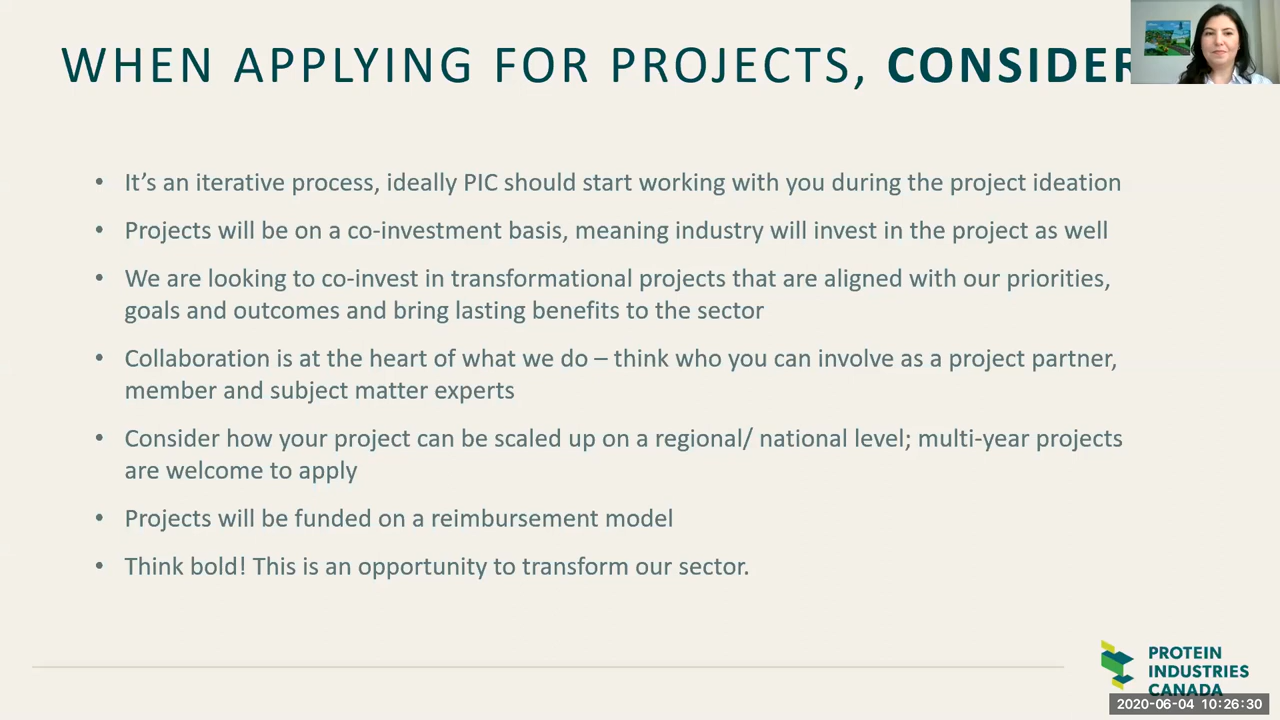 WHEN APPLYING FOR PROJECTS, CONSIDER
• It’s an iterative process, ideally PIC should start working with you during the project ideation
• Projects will be on a co-investment basis, meaning industry will invest in the project as well
• We are looking to co-invest in transformational projects that are aligned with our priorities,
goals and outcomes and bring lasting benefits to the sector
• Collaboration is at the heart of what we do – think who you can involve as a project partner,
member and subject matter experts
• Consider how your project can be scaled up on a regional/ national level; multi-year projects
are welcome to apply
• Projects will be funded on a reimbursement model
• Think bold! This is an opportunity to transform our sector.
PROTEIN
INDUSTRIES
CANADA
2020-06-04 10:26:30